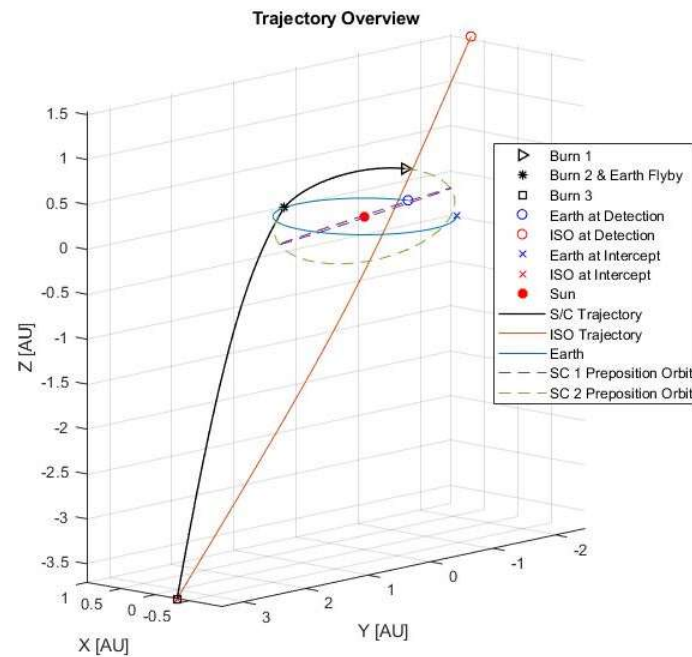 Trajectory Overview
1.5
1
0.5
0
-0.5
-1
-1.5
-2
-2.5
-3
-3.5
Z [AU]
1
0.5
0
-0.5
X [AU]
3
2
1
0
-1
-2
Y [AU]
Burn 1
Burn 2 & Earth Flyby
Burn 3
Earth at Detection
ISO at Detection
Earth at Intercept
ISO at Intercept
Sun
S/C Trajectory
ISO Trajectory
Earth
SC 1 Preposition Orbit
SC 2 Preposition Orbit